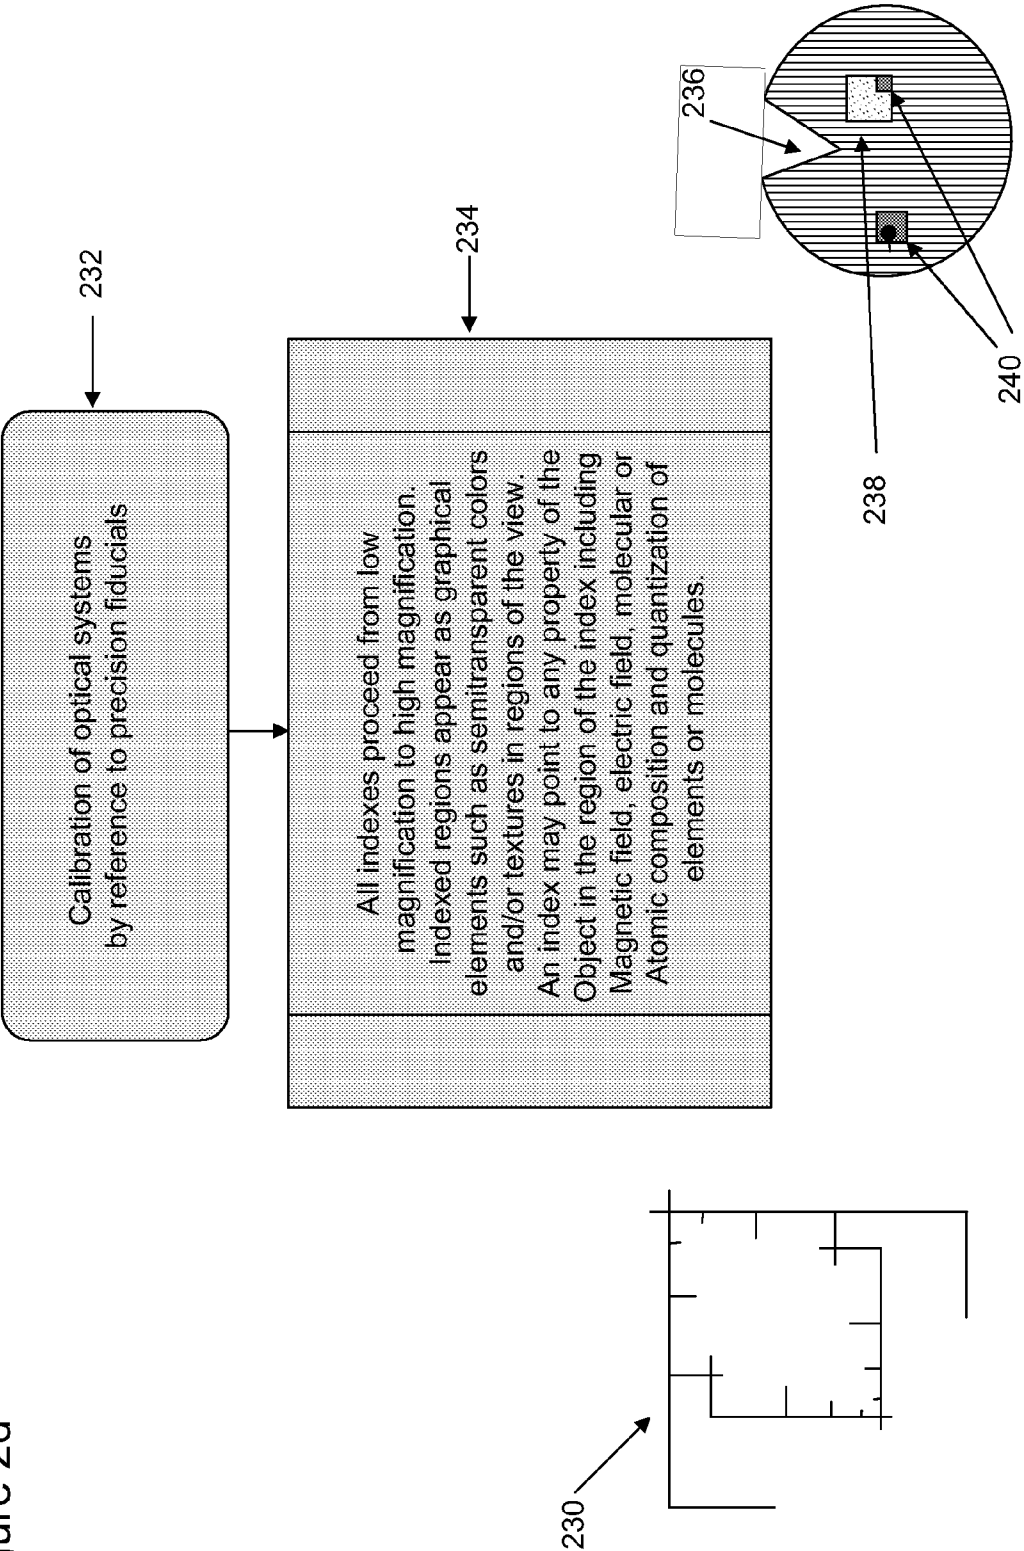 232
Calibration of optical systems
by reference to precision fiducials
234
All indexes proceed from low
magnification to high magnification.
Indexed regions appear as graphical
elements such as semitransparent colors
and/or textures in regions of the view.
An index may point to any property of the
Object in the region of the index including
Magnetic field, electric field, molecular or
Atomic composition and quantization of
elements or molecules.
230
236
238
240